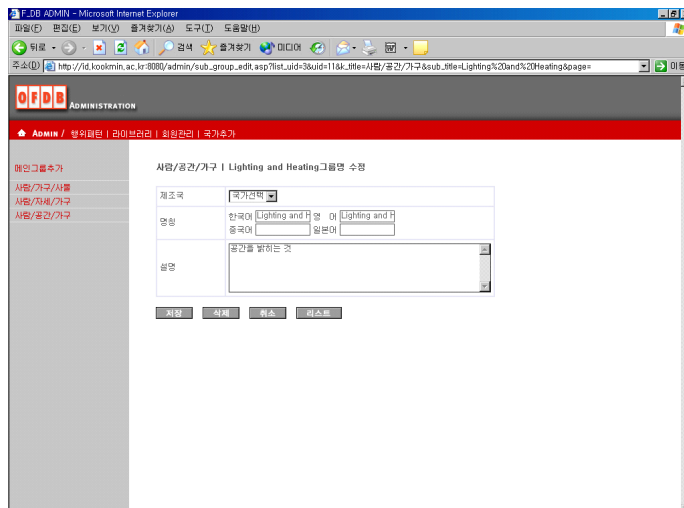 F_DB ADMIN - Microsoft Internet Explorer
파일(F) 편집(E) 보기(V) 즐겨찾기(A) 도구(T) 도움말(H)
뒤로 검색 즐겨찾기 미디어
주소(D) http://id.kookmin.ac.kr:8080/admin/sub_group_edit.asp?list_uid=3&uid=11&k_title=사람/공간/가구&sub_title=Lighting%20and%20Heating&page=
OFDB ADMINISTRATION
ADMIN / 행위패턴 | 라이브러리 | 회원관리 | 국가추가
메인그룹추가
사람/가구/사물
사람/자세/가구
사람/공간/가구
사람/공간/가구 | Lighting and Heating그룹명 수정
제조국 국가선택
명칭 한국어 Lighting and H 영 어 Lighting and H
중국어 일본어
설명 공간를 밝히는 것
저장 삭제 취소 리스트